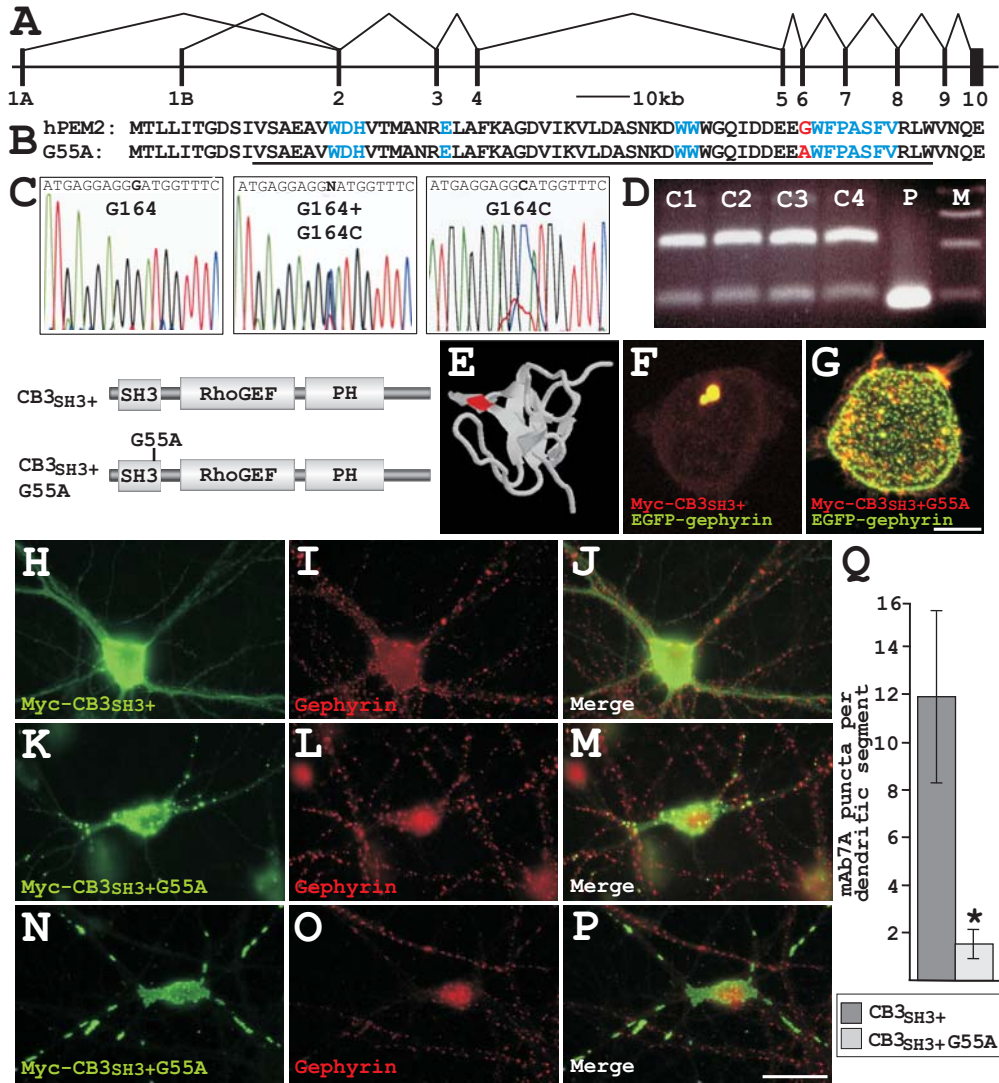 A
1A 1B 2 3 4 5 6 7 8 9 10
10kb
B
hPEM2: MTLLITGDSIVSAEAVWDHVTMANRELAFKAGDVIKVLDASNKDWWWGQIDDEEGWFPASFVRLWVNQE
G55A: MTLLITGDSIVSAEAVWDHVTMANRELAFKAGDVIKVLDASNKDWWWGQIDDEEAWFPASFVRLWVNQE
C
ATGAGGAGGGATGGTTTC
G164
ATGAGGAGGNATGGTTTC
G164+
G164C
ATGAGGAGGCATGGTTTC
G164C
D
C1 C2 C3 C4 P M
CB3SH3+
SH3 RhoGEF PH
G55A
CB3SH3+
G55A
SH3 RhoGEF PH
E
F
Myc-CB3SH3+
EGFP-gephyrin
G
Myc-CB3SH3+G55A
EGFP-gephyrin
H
Myc-CB3SH3+
I
Gephyrin
J
Merge
K
Myc-CB3SH3+G55A
L
Gephyrin
M
Merge
N
Myc-CB3SH3+G55A
O
Gephyrin
P
Merge
Q
mAb7A puncta per
dendritic segment
16
14
12
10
8
6
4
2
*
CB3SH3+
CB3SH3+G55A